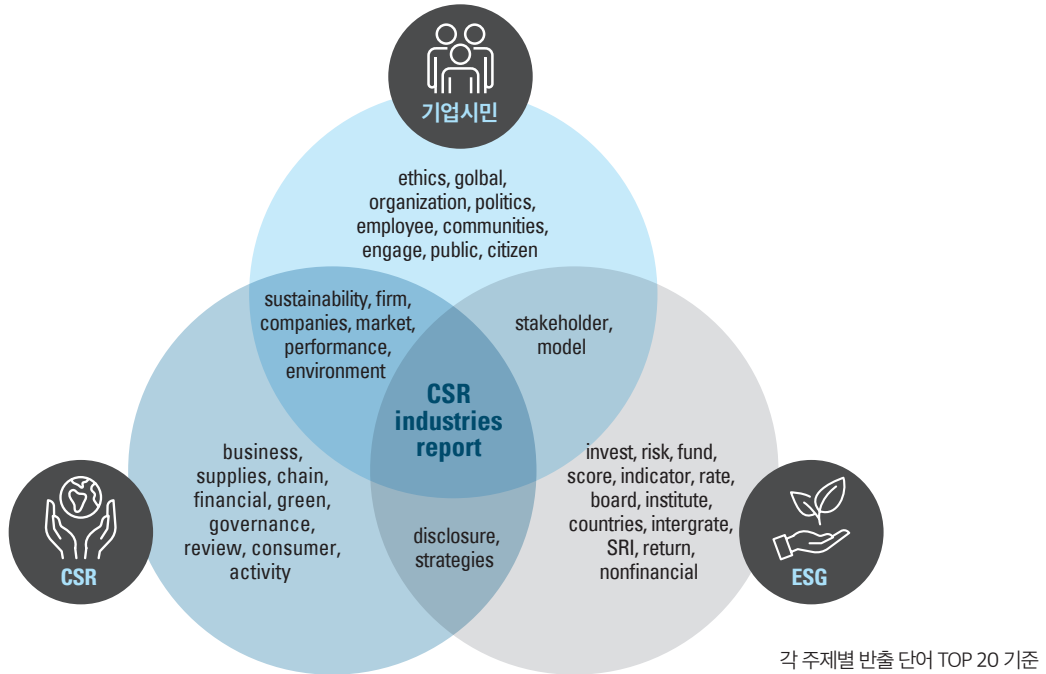 기업시민
ethics, golbal,
organization, politics,
employee, communities,
engage, public, citizen
sustainability, firm,
companies, market,
performance,
environment
stakeholder,
model
CSR
industries
report
business,
supplies, chain,
financial, green,
governance,
review, consumer,
activity
disclosure,
strategies
invest, risk, fund,
score, indicator, rate,
board, institute,
countries, intergrate,
SRI, return,
nonfinancial
CSR
ESG
각 주제별 반출 단어 TOP 20 기준